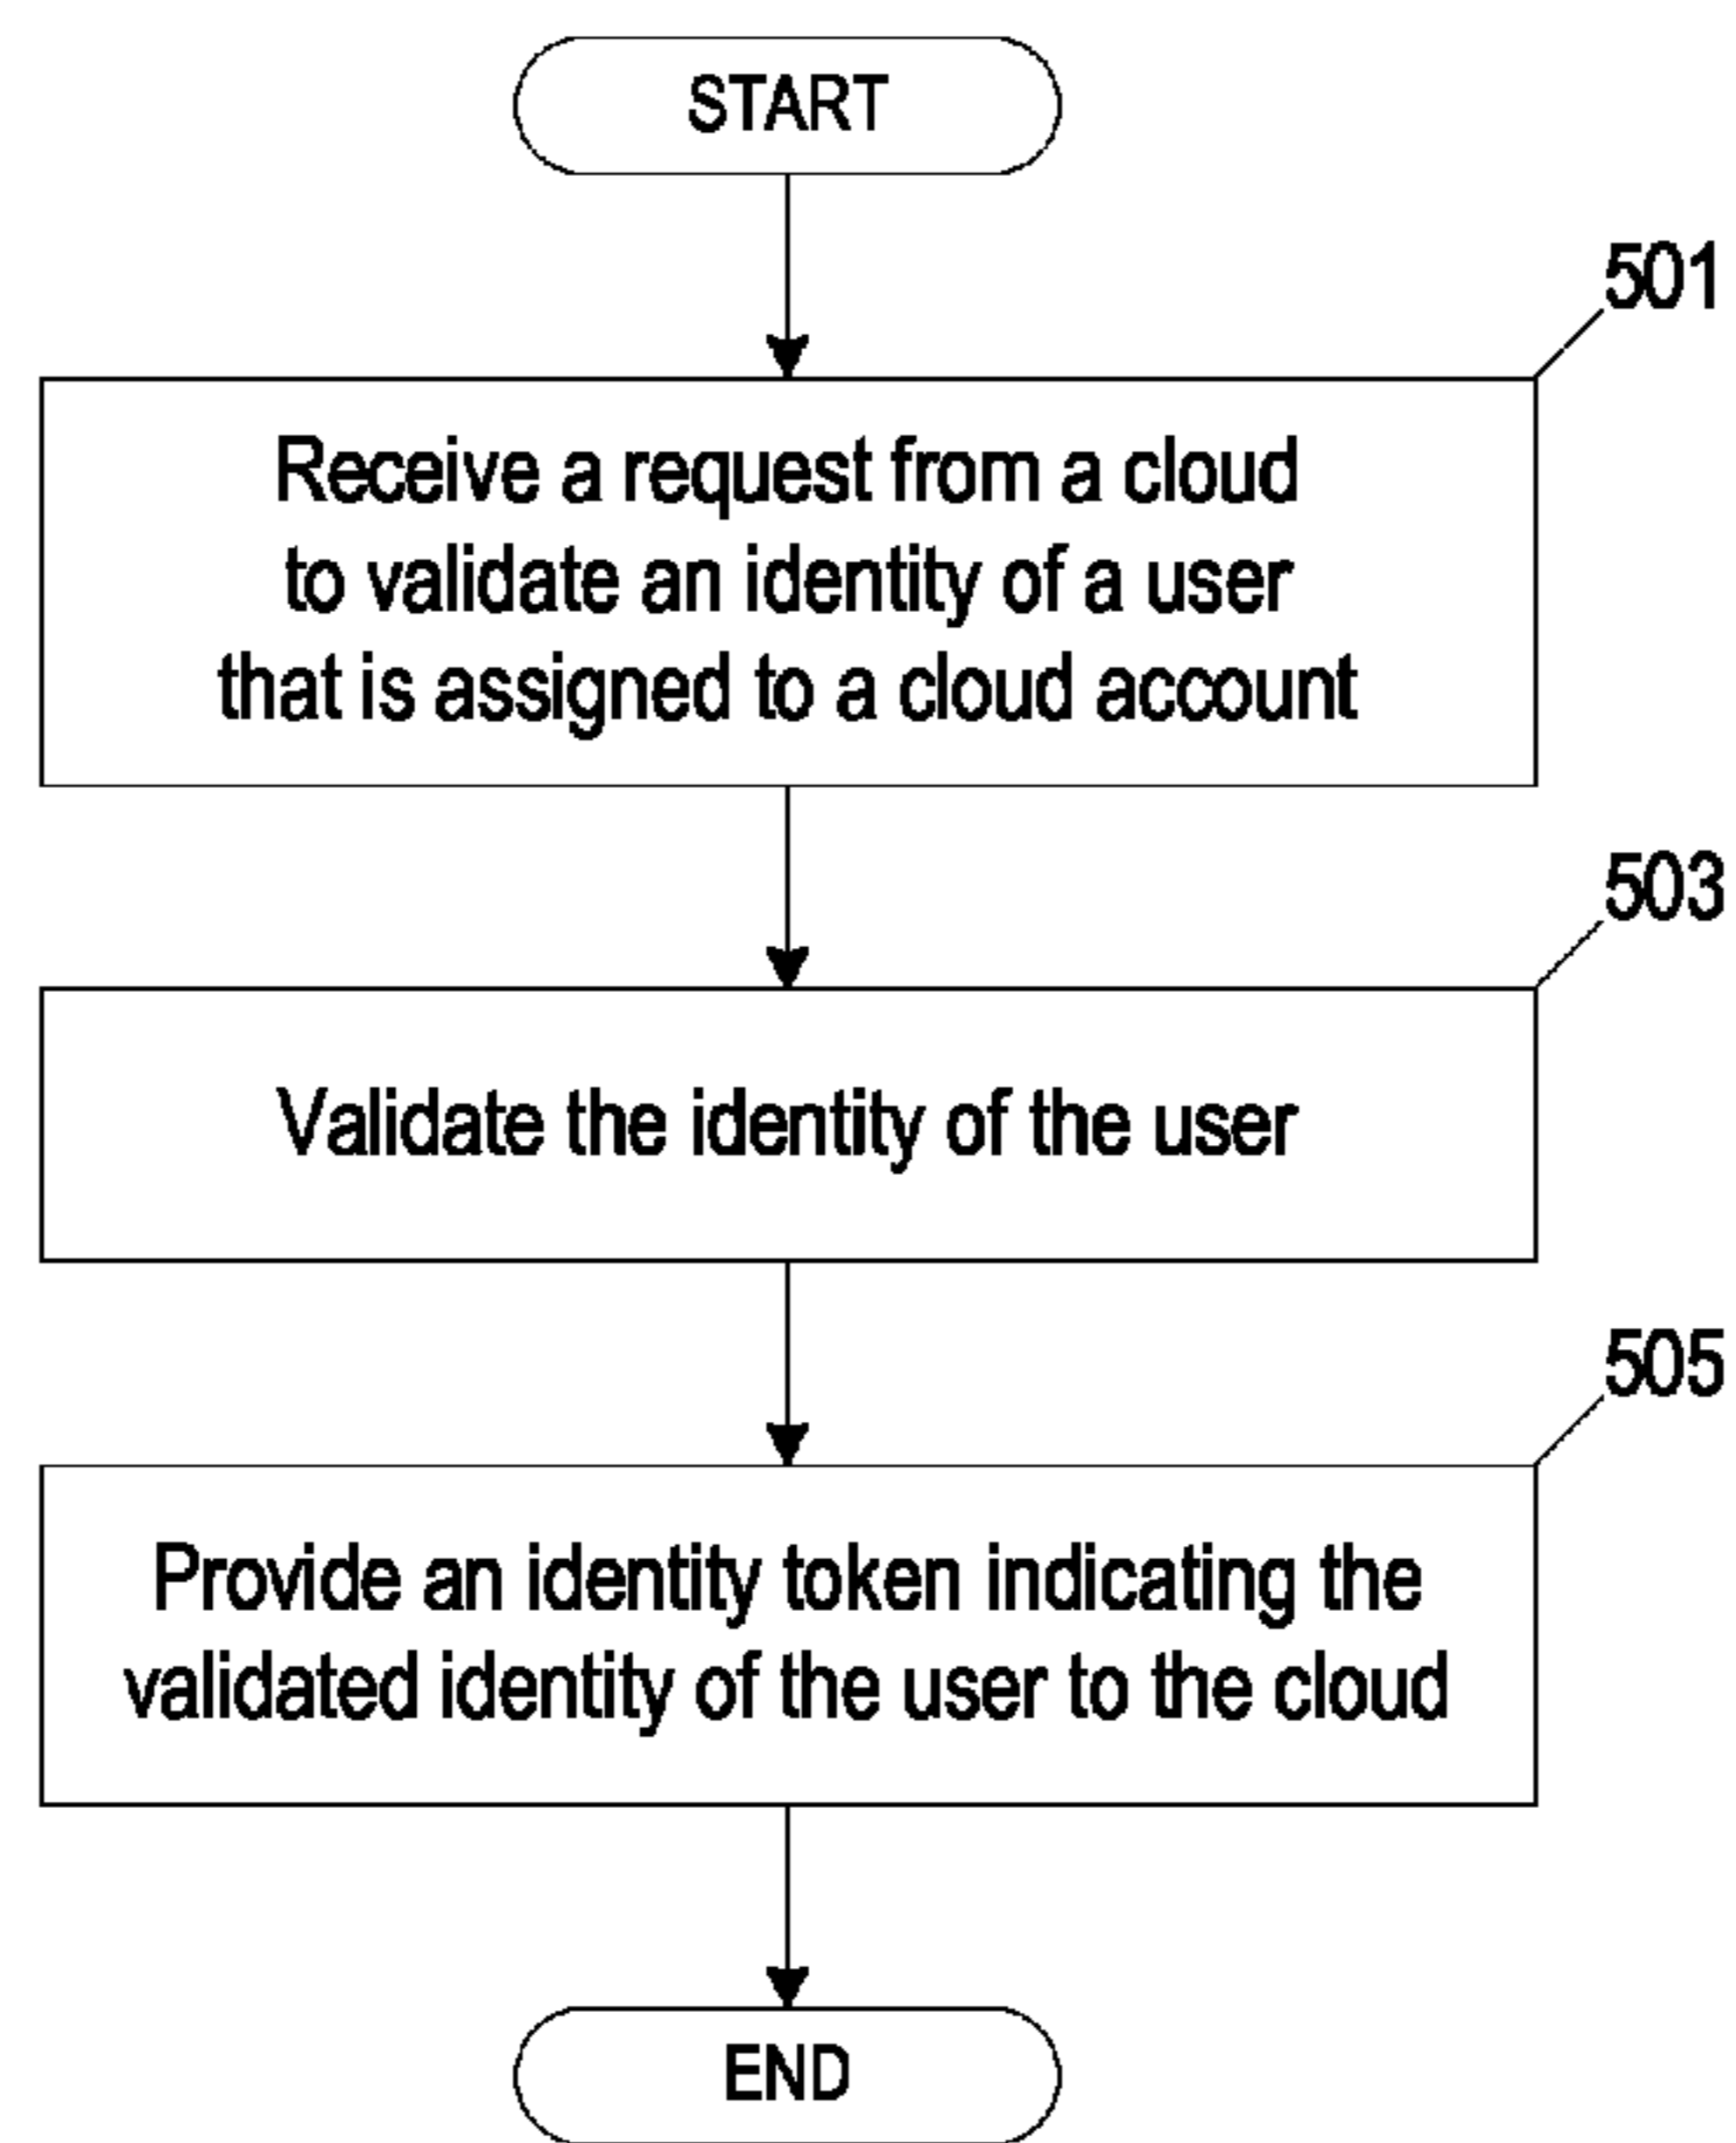 START
501
Receive a request from a cloud
to validate an identity of a user
that is assigned to a cloud account
503
Validate the identity of the user
505
Provide an identity token indicating the
validated identity of the user to the cloud
END